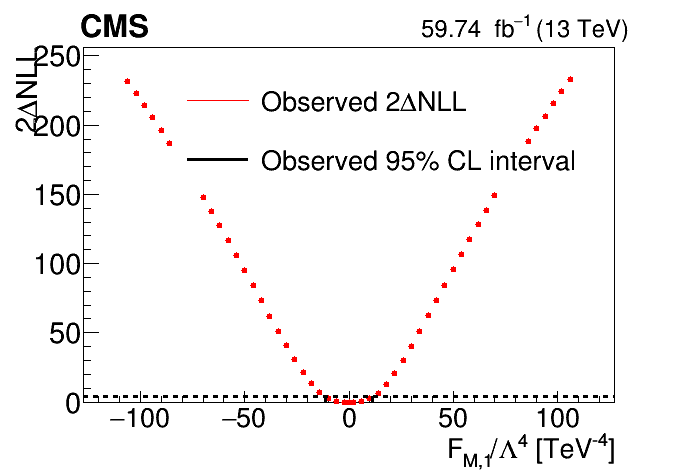 CMS
59.74 fb⁻¹ (13 TeV)
2ΔNLL
250
200
150
100
50
0
Observed 2ΔNLL
Observed 95% CL interval
−100 −50 0 50 100
F_{M,1}/Λ⁴ [TeV⁻⁴]